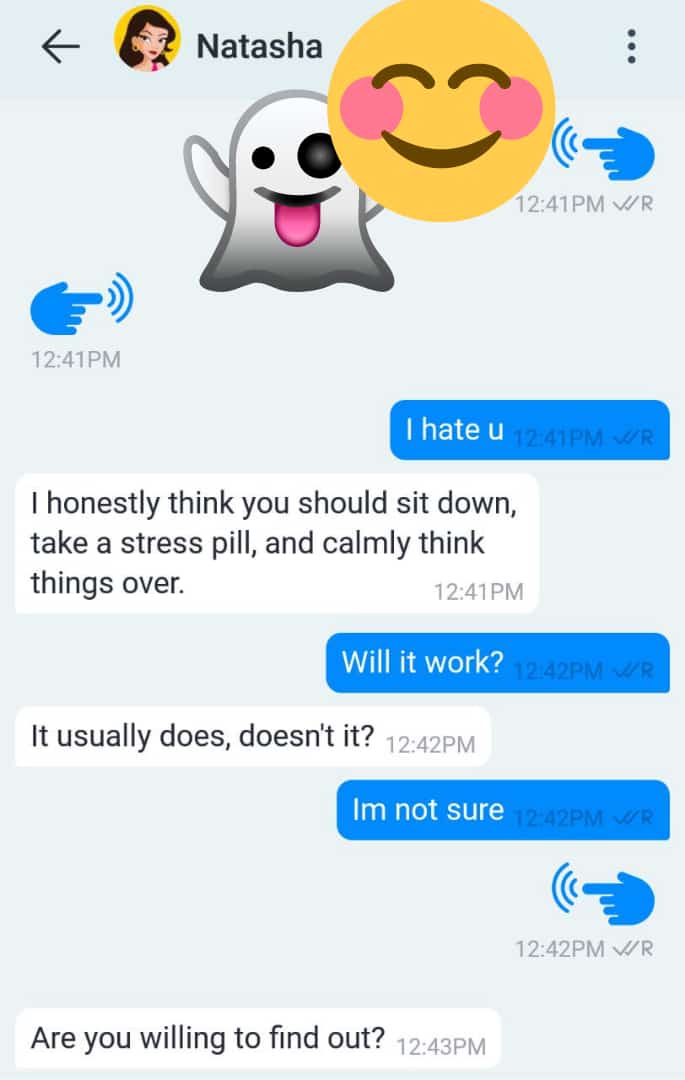 Natasha
12:41PM ✓✓R
12:41PM
I hate u 12:41PM ✓✓R
I honestly think you should sit down,
take a stress pill, and calmly think
things over. 12:41PM
Will it work? 12:42PM ✓✓R
It usually does, doesn't it? 12:42PM
Im not sure 12:42PM ✓✓R
12:42PM ✓✓R
Are you willing to find out? 12:43PM